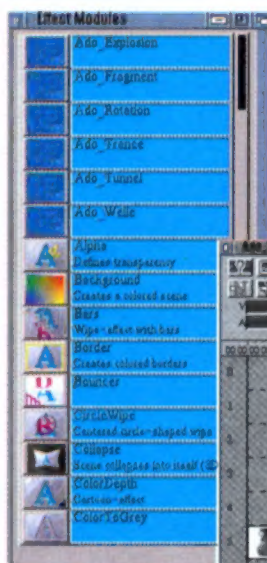 Effect Modules
Ado_Explosion
Ado_Fragment
Ado_Rotation
Ado_Trance
Ado_Tunnel
Ado_Welle
Alpha
Defines transparency
Background
Creates a colored scene
Bars
Wipe-effect with bars
Border
Creates colored borders
Bouncer
CircleWipe
Centered circle-shaped wipe
Collapse
Scene collapses into itself (3D
ColorDepth
Cartoon-effect
ColorToGrey